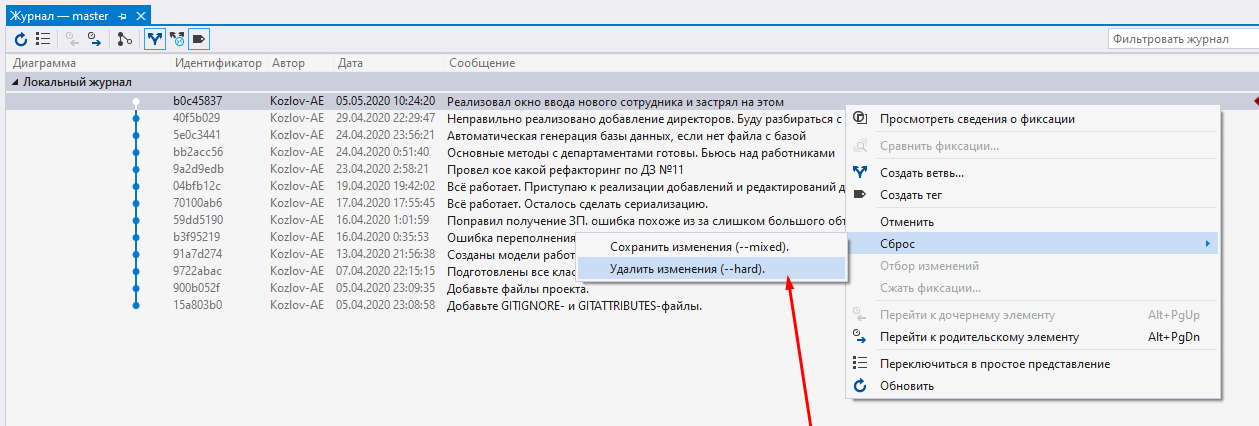 Журнал — master
Фильтровать журнал
Диаграмма Идентификатор Автор Дата Сообщение
Локальный журнал
b0c45837 Kozlov-AE 05.05.2020 10:24:20 Реализовал окно ввода нового сотрудника и застрял на этом
40f5b029 Kozlov-AE 29.04.2020 22:29:47 Неправильно реализовано добавление директоров. Буду разбираться с
5e0c3441 Kozlov-AE 24.04.2020 23:56:21 Автоматическая генерация базы данных, если нет файла с базой
bb2acc56 Kozlov-AE 24.04.2020 0:51:40 Основные методы с департаментами готовы. Бьюсь над работниками
9a2d9edb Kozlov-AE 23.04.2020 2:58:21 Провел кое какой рефакторинг по ДЗ №11
04bfb12c Kozlov-AE 19.04.2020 19:42:02 Всё работает. Приступаю к реализации добавлений и редактирований д
70100ab6 Kozlov-AE 17.04.2020 17:55:45 Всё работает. Осталось сделать сериализацию.
59dd5190 Kozlov-AE 16.04.2020 1:01:59 Поправил получение ЗП. ошибка похоже из за слишком большого объ
b3f95219 Kozlov-AE 16.04.2020 0:35:53 Ошибка переполнения
91a7d274 Kozlov-AE 13.04.2020 21:56:38 Созданы модели работ
9722abac Kozlov-AE 07.04.2020 22:15:15 Подготовлены все клас
900b052f Kozlov-AE 05.04.2020 23:09:35 Добавьте файлы проекта.
15a803b0 Kozlov-AE 05.04.2020 23:08:58 Добавьте GITIGNORE- и GITATTRIBUTES-файлы.
Сохранить изменения (--mixed).
Удалить изменения (--hard).
Просмотреть сведения о фиксации
Сравнить фиксации...
Создать ветвь...
Создать тег
Отменить
Сброс
Отбор изменений
Сжать фиксации...
Перейти к дочернему элементу Alt+PgUp
Перейти к родительскому элементу Alt+PgDn
Переключиться в простое представление
Обновить